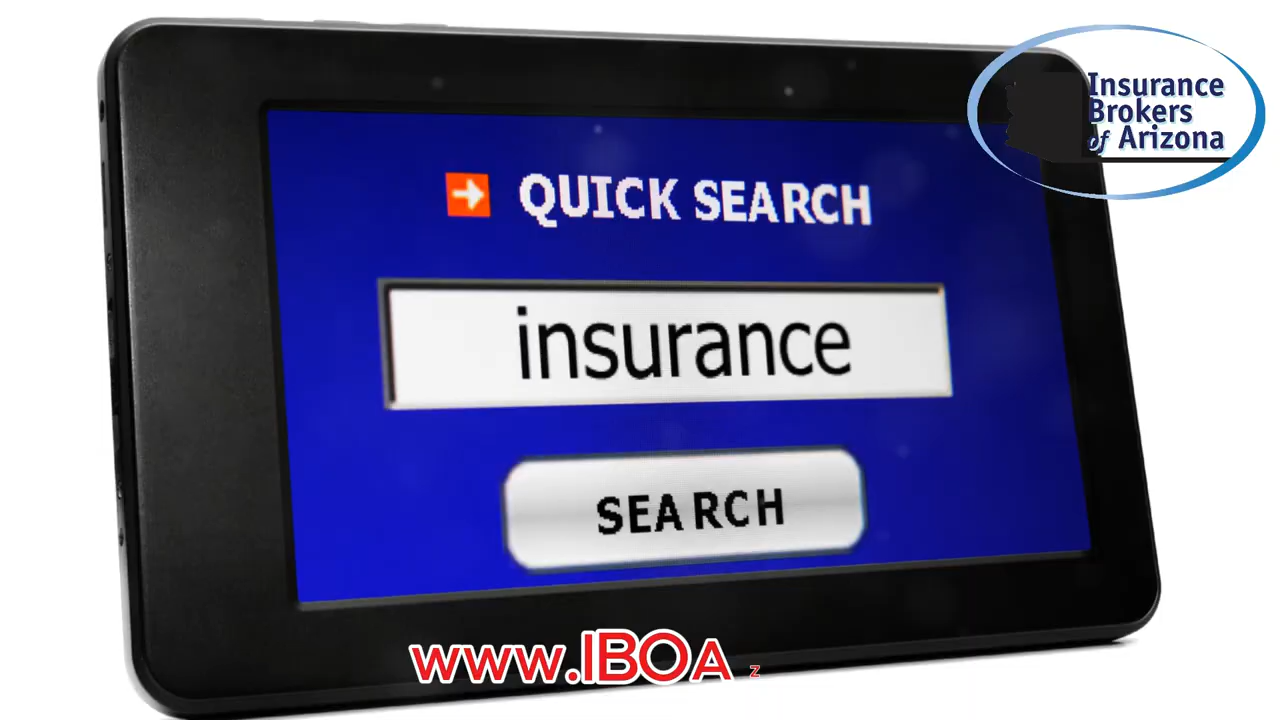 Insurance
Brokers
of Arizona
QUICK SEARCH
insurance
SEARCH
www.IBOA z